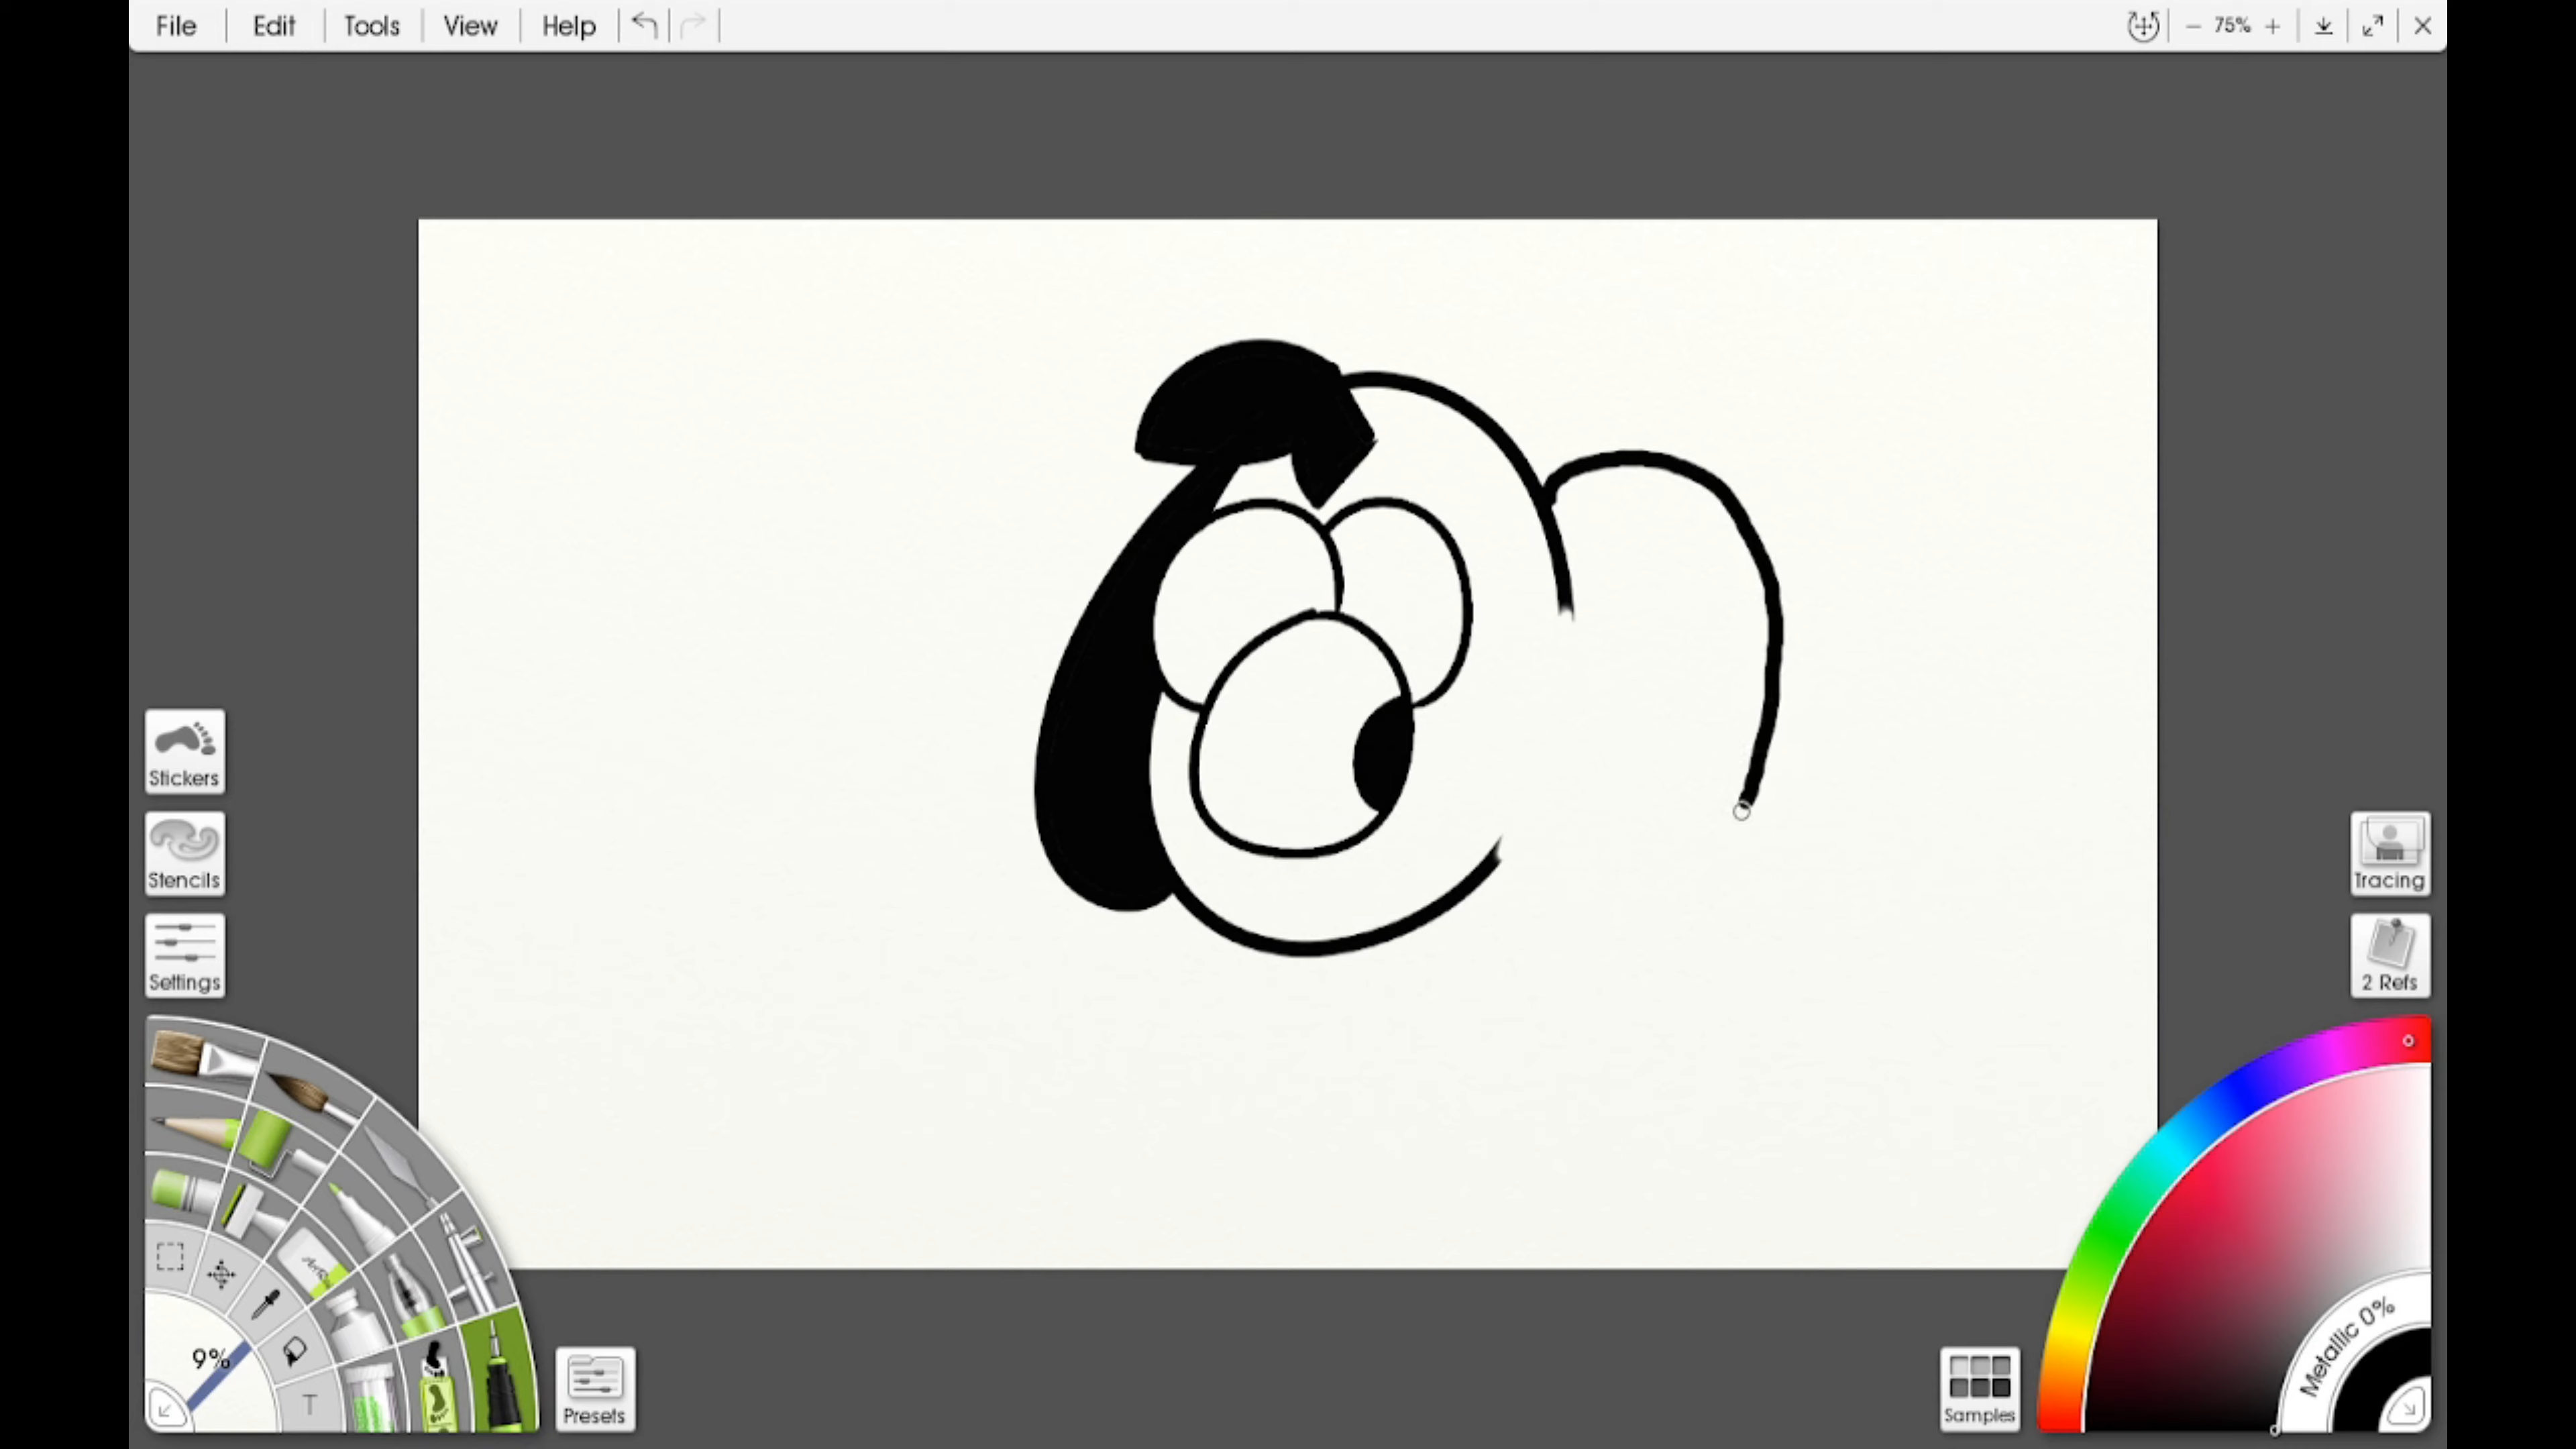 File Edit Tools View Help
75%
Stickers
Stencils
Settings
Tracing
2 Refs
9%
T
Presets
Samples
Metallic 0%